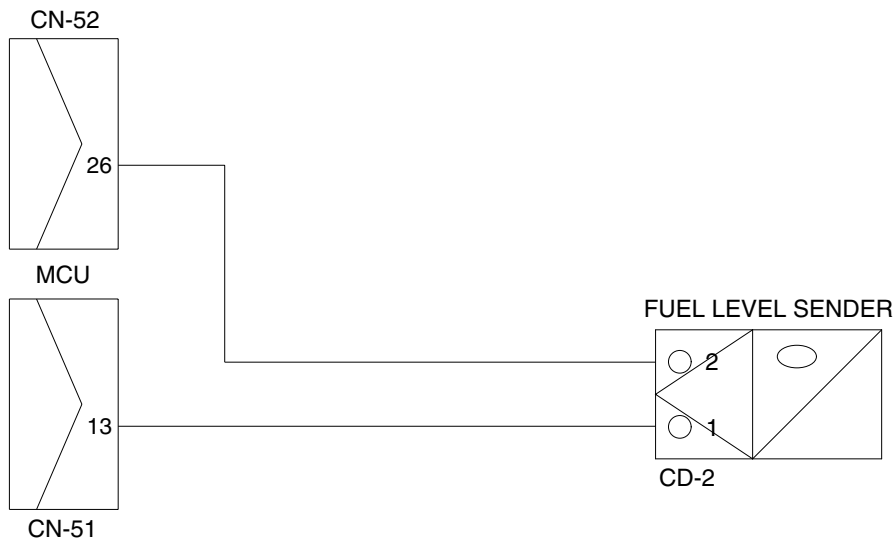 CN-52
26
MCU
FUEL LEVEL SENDER
2
13
1
CD-2
CN-51